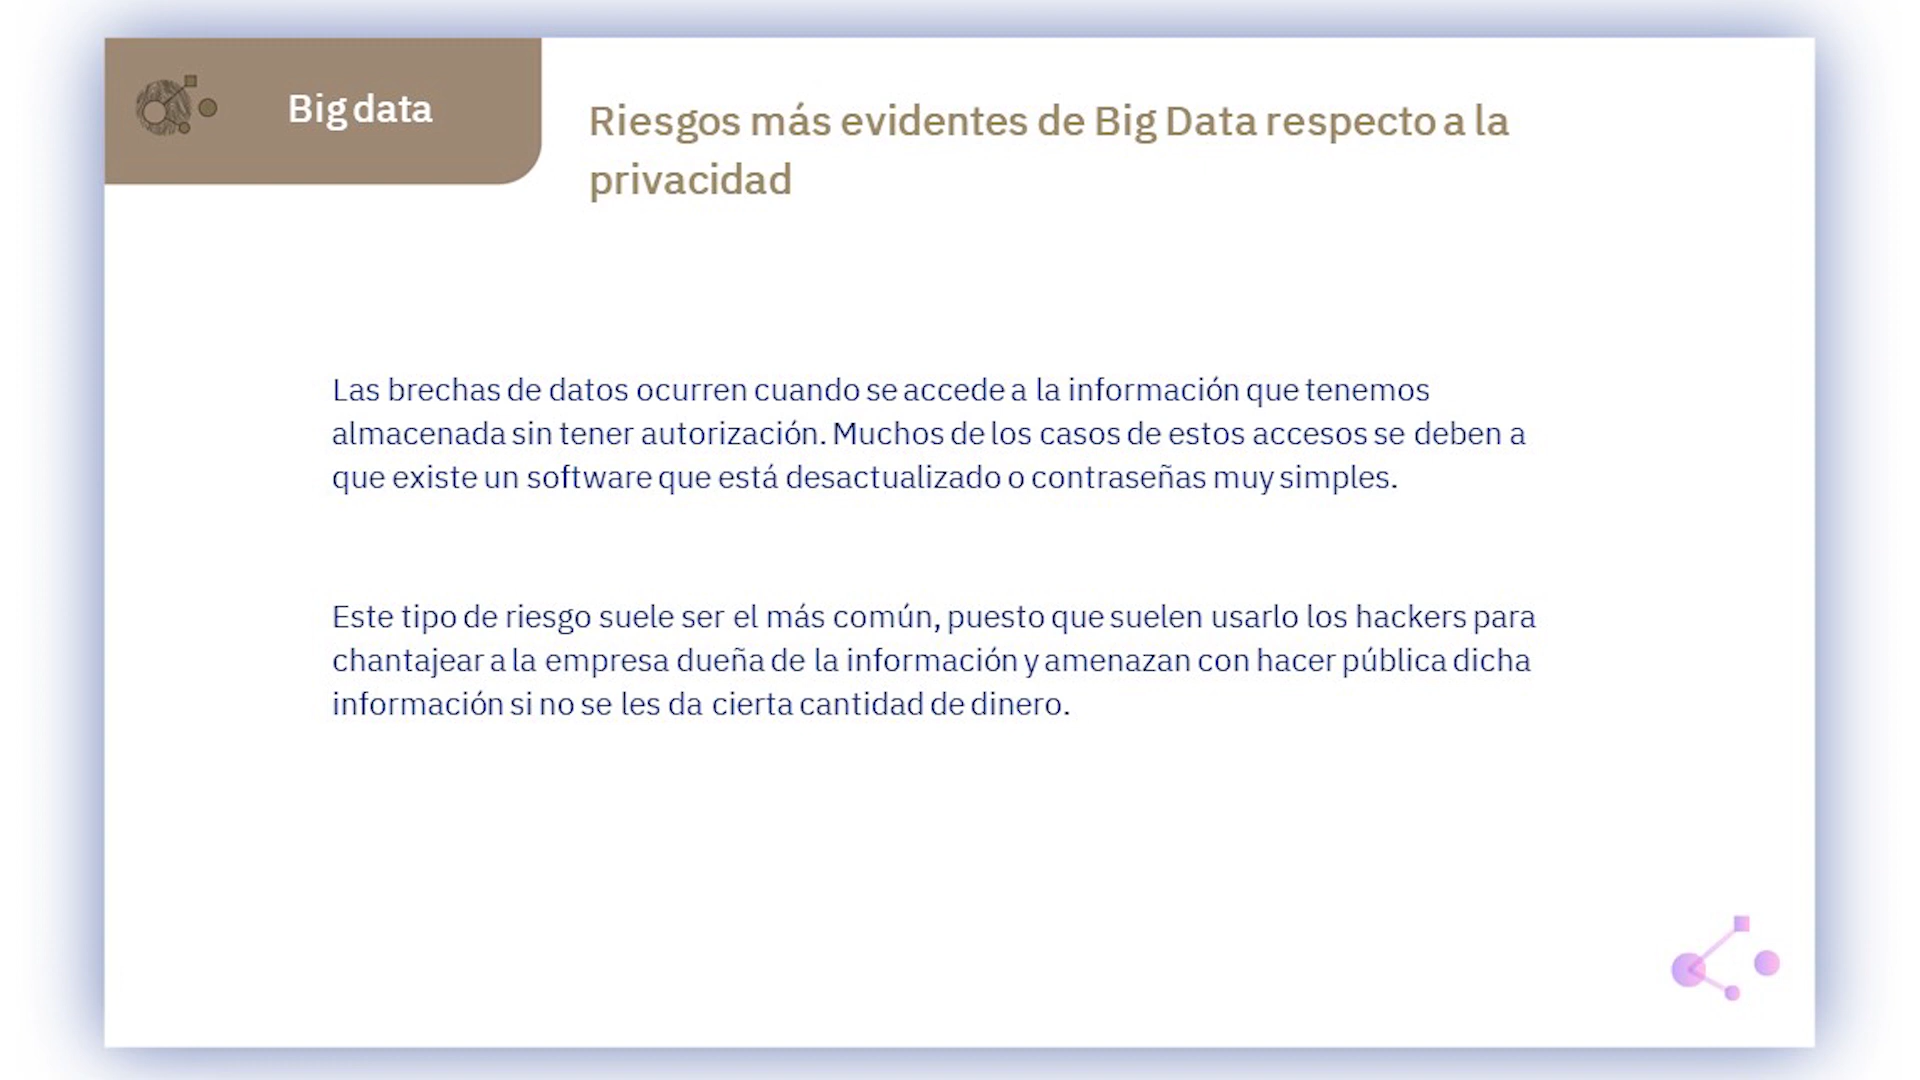 Big data
Riesgos más evidentes de Big Data respecto a la
privacidad
Las brechas de datos ocurren cuando se accede a la información que tenemos
almacenada sin tener autorización. Muchos de los casos de estos accesos se deben a
que existe un software que está desactualizado o contraseñas muy simples.
Este tipo de riesgo suele ser el más común, puesto que suelen usarlo los hackers para
chantajear a la empresa dueña de la información y amenazan con hacer pública dicha
información si no se les da cierta cantidad de dinero.